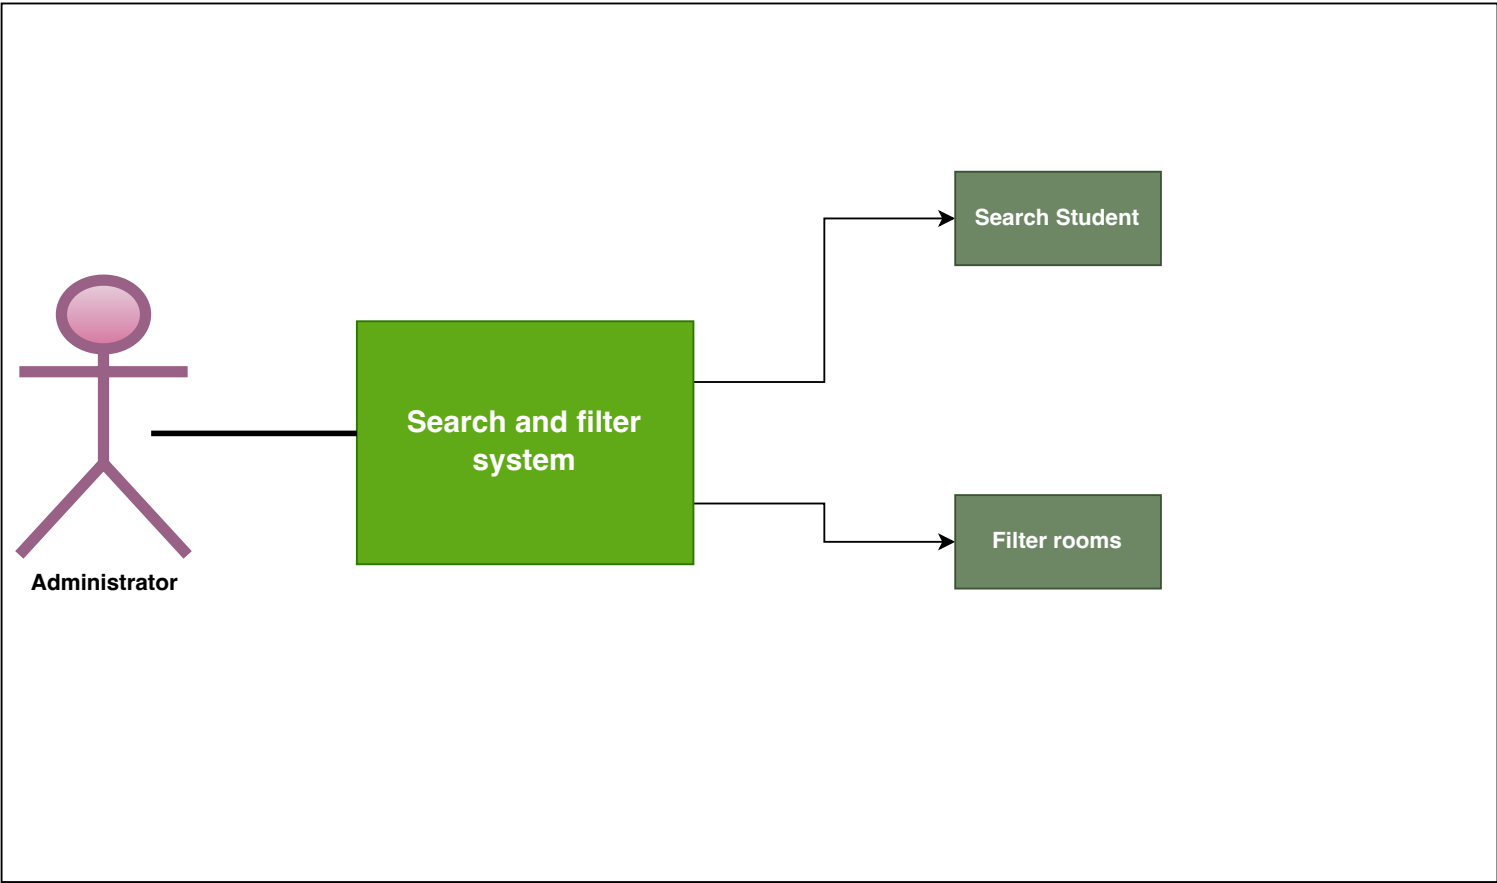 Search Student
Search and filter
system
Filter rooms
Administrator